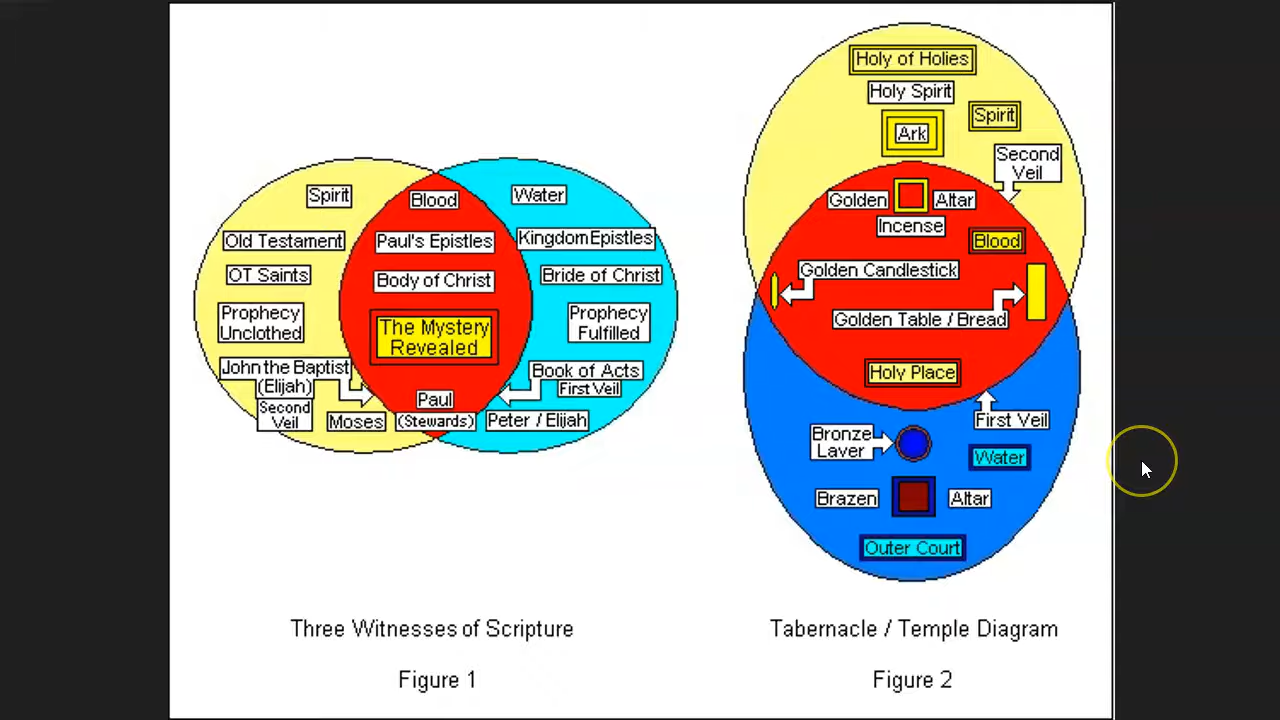 Spirit
Old Testament
OT Saints
Prophecy
Unclothed
John the Baptist
(Elijah)
Second
Veil
Moses
Blood
Paul's Epistles
Body of Christ
The Mystery
Revealed
Paul
(Stewards)
Water
Kingdom Epistles
Bride of Christ
Prophecy
Fulfilled
Book of Acts
First Veil
Peter / Elijah
Three Witnesses of Scripture
Figure 1
Holy of Holies
Holy Spirit
Spirit
Ark
Second
Veil
Golden Altar
Incense
Blood
Golden Candlestick
Golden Table / Bread
Holy Place
First Veil
Bronze
Laver
Water
Brazen Altar
Outer Court
Tabernacle / Temple Diagram
Figure 2